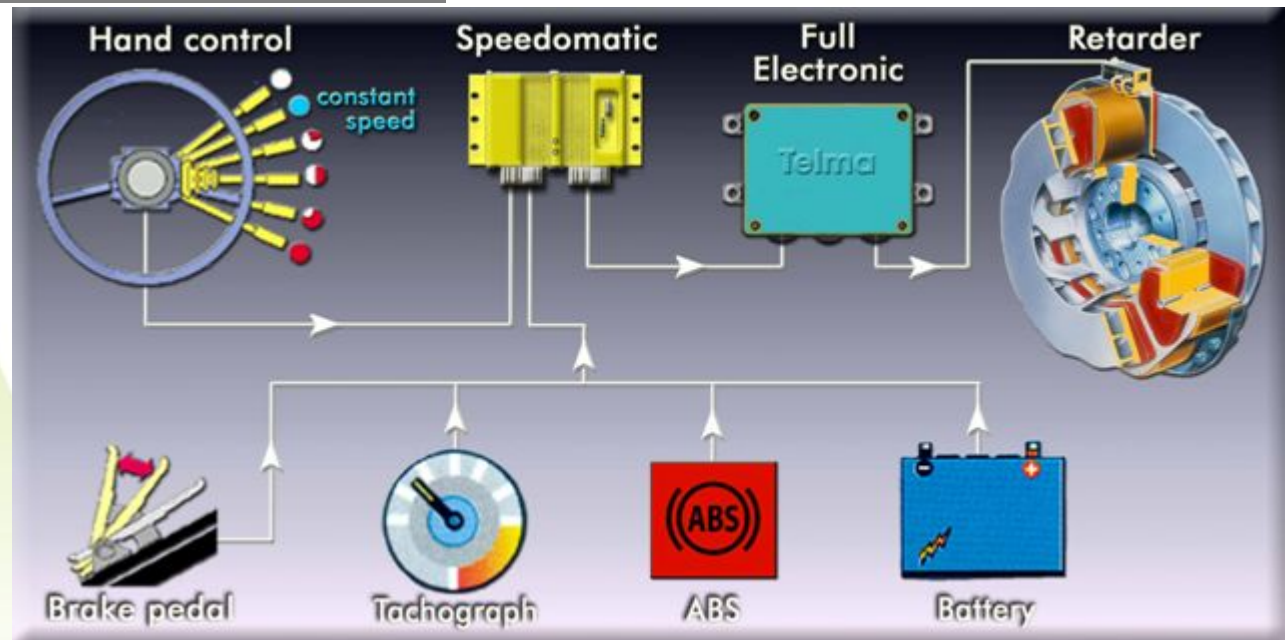 Hand control
Speedomatic
Full
Electronic
Retarder
constant
speed
Telma
ABS
Brake pedal
Tachograph
ABS
Battery